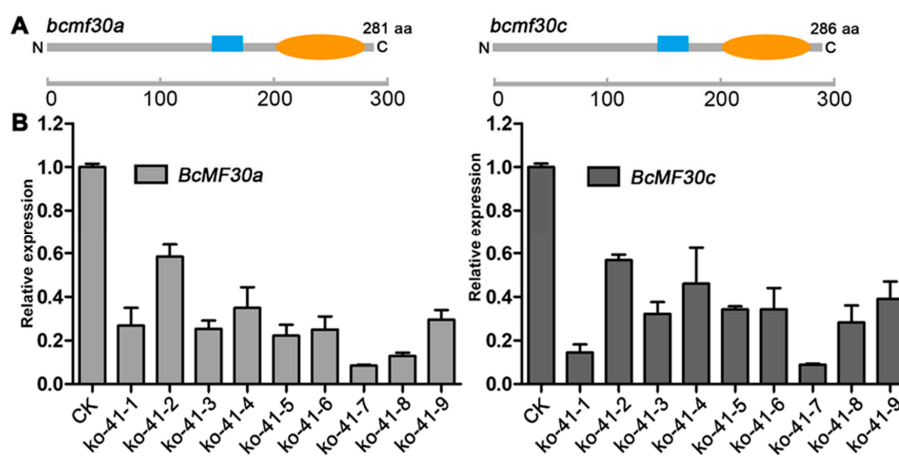 A
bcmf30a
281 aa
N
C
0 100 200 300
bcmf30c
286 aa
N
C
0 100 200 300
B
Relative expression
1.2
1.0
0.8
0.6
0.4
0.2
0.0
BcMF30a
CK ko-41-1 ko-41-2 ko-41-3 ko-41-4 ko-41-5 ko-41-6 ko-41-7 ko-41-8 ko-41-9
Relative expression
1.2
1.0
0.8
0.6
0.4
0.2
0.0
BcMF30c
CK ko-41-1 ko-41-2 ko-41-3 ko-41-4 ko-41-5 ko-41-6 ko-41-7 ko-41-8 ko-41-9